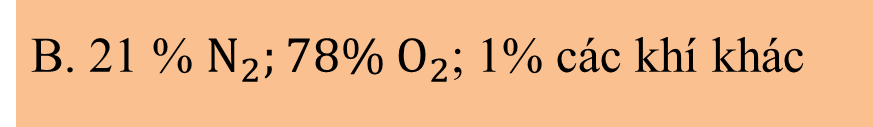 B. 21 % N₂; 78% O₂; 1% các khí khác